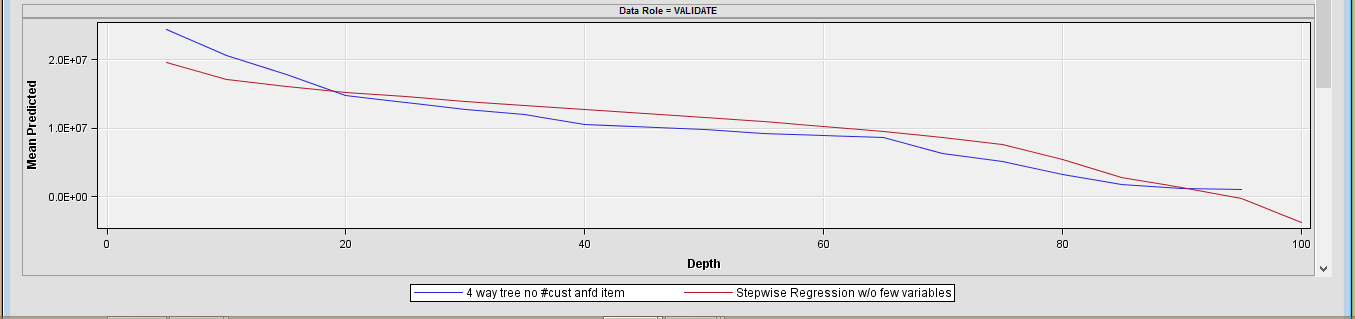 Data Role = VALIDATE
Mean Predicted
2.0E+07
1.0E+07
0.0E+00
0 20 40 60 80 100
Depth
4 way tree no #cust anfd item Stepwise Regression w/o few variables